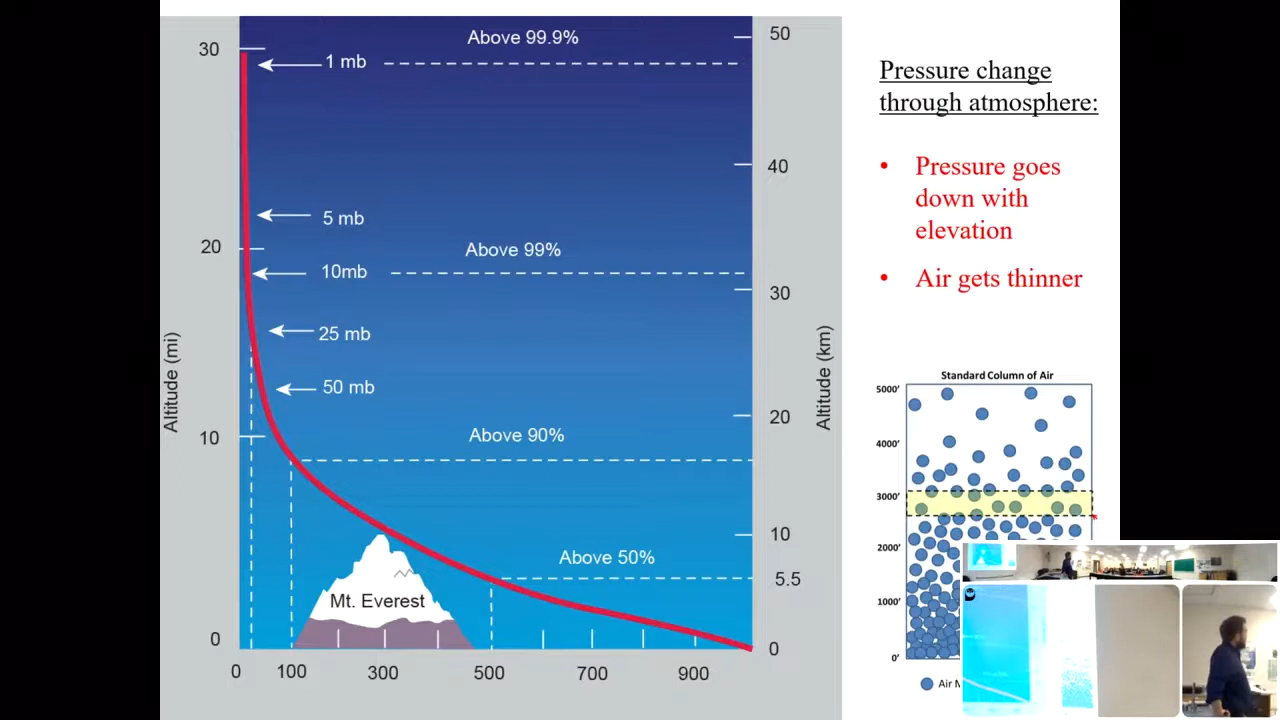 30
20
10
0
Altitude (mi)
Above 99.9%
1 mb
5 mb
Above 99%
10mb
25 mb
50 mb
Above 90%
Above 50%
Mt. Everest
0
100
300
500
700
900
50
40
30
20
10
5.5
0
Altitude (km)
Pressure change
through atmosphere:
• Pressure goes
down with
elevation
• Air gets thinner
Standard Column of Air
5000'
4000'
3000'
2000'
1000'
0'
Air